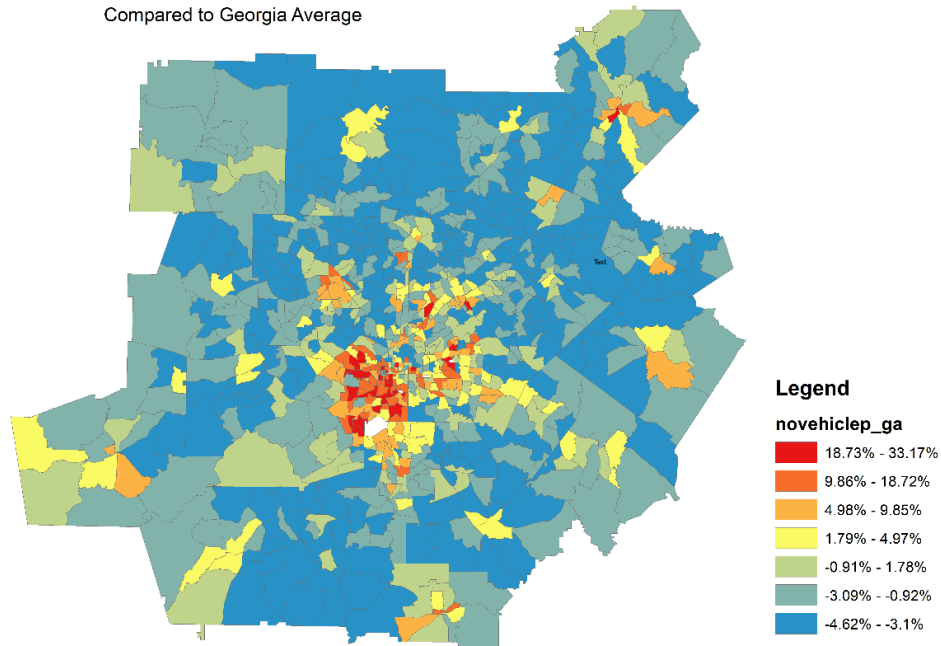 Compared to Georgia Average
Text
Legend
novehiclep_ga
18.73% - 33.17%
9.86% - 18.72%
4.98% - 9.85%
1.79% - 4.97%
-0.91% - 1.78%
-3.09% - -0.92%
-4.62% - -3.1%